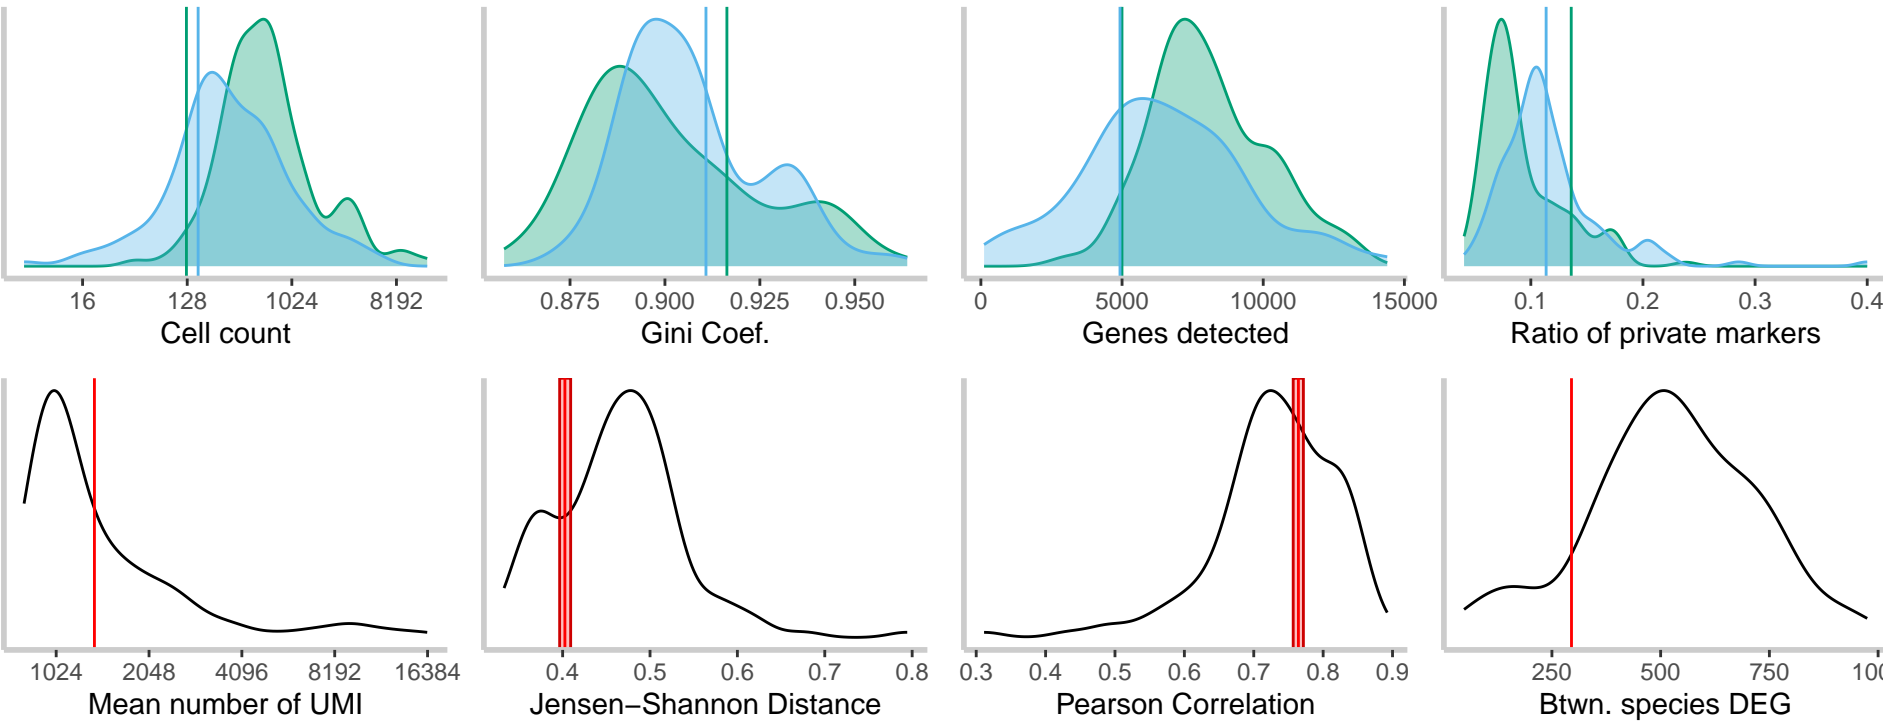 16 128 1024 8192
Cell count
0.875 0.900 0.925 0.950
Gini Coef.
0 5000 10000 15000
Genes detected
0.1 0.2 0.3 0.4
Ratio of private markers
1024 2048 4096 8192 16384
Mean number of UMI
0.4 0.5 0.6 0.7 0.8
Jensen−Shannon Distance
0.3 0.4 0.5 0.6 0.7 0.8 0.9
Pearson Correlation
250 500 750 100
Btwn. species DEG